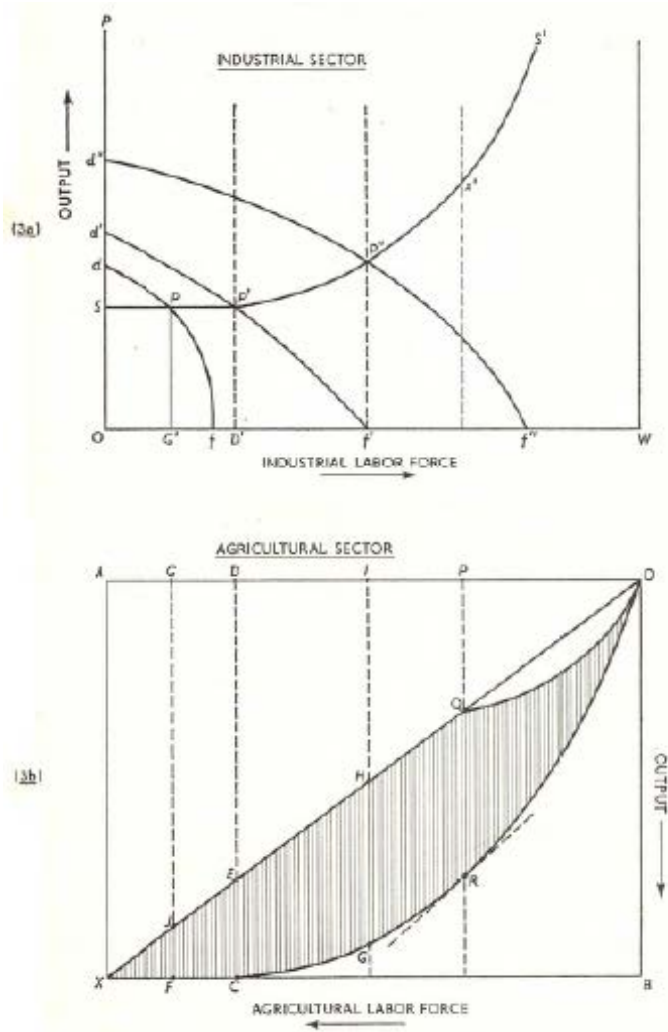 P
S'
INDUSTRIAL SECTOR
OUTPUT
d"
(3a)
d'
d
S
P
P'
P"
O
G'
f
D'
f'
f"
W
INDUSTRIAL LABOR FORCE
AGRICULTURAL SECTOR
A
G
D
I
P
O
Q
(3b)
H
OUTPUT
E
J
R
G
X
F
C
B
AGRICULTURAL LABOR FORCE